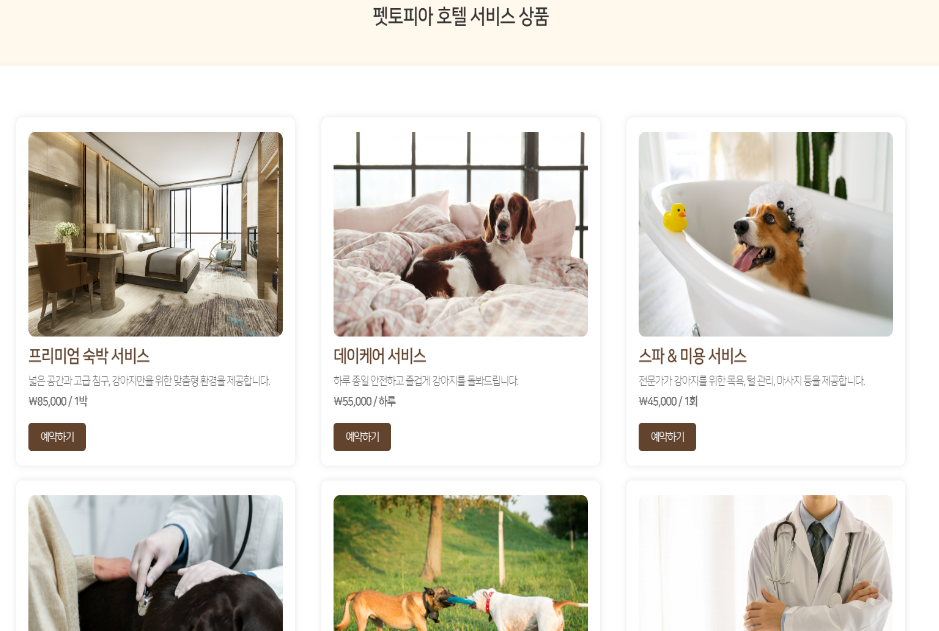 펫토피아 호텔 서비스 상품
프리미엄 숙박 서비스
넓은 공간과 고급 침구, 강아지만을 위한 맞춤형 환경을 제공합니다.
₩85,000 / 1박
예약하기
데이케어 서비스
하루 종일 안전하고 즐겁게 강아지를 돌봐드립니다.
₩55,000 / 하루
예약하기
스파 & 미용 서비스
전문가가 강아지를 위한 목욕, 털 관리, 마사지 등을 제공합니다.
₩45,000 / 1회
예약하기